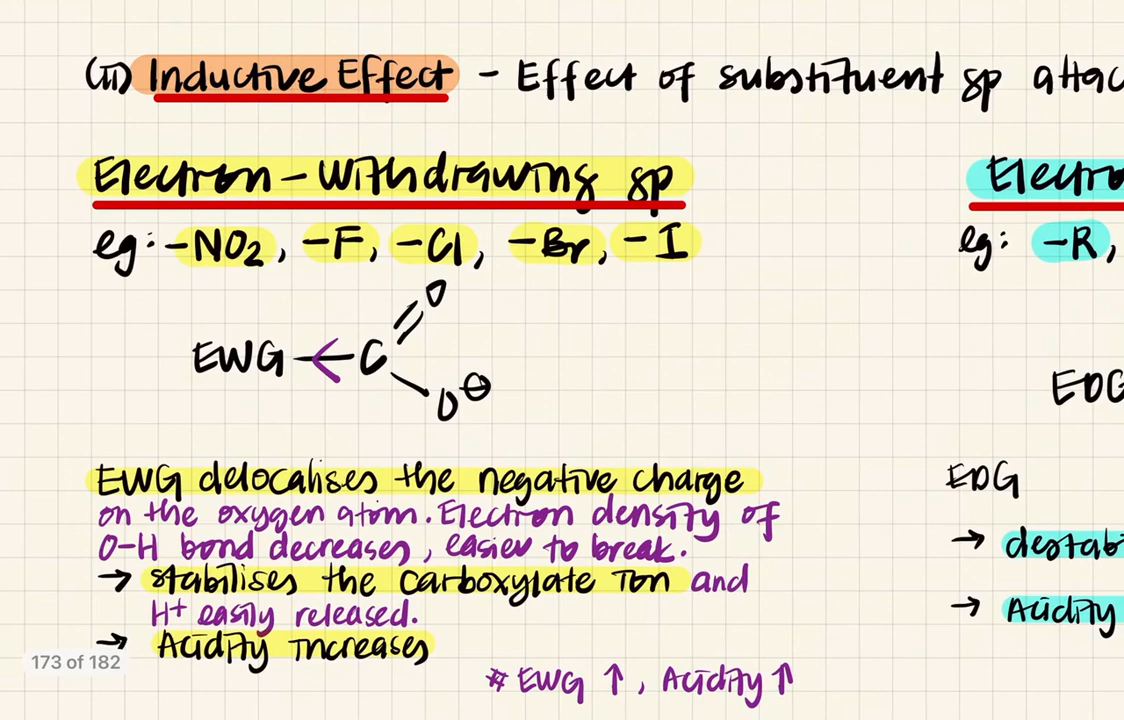 (ii) Inductive Effect - Effect of substituent sp attac
Electron-withdrawing sp
eg: -NO2, -F, -Cl, -Br, -I
O
EWG C
O⊖
EWG delocalises the negative charge
on the oxygen atom. Electron density of
O-H bond decreases, easier to break.
→ stabilises the carboxylate ion and
H+ easily released.
→ Acidity increases
* EWG ↑, Acidity ↑
173 of 182
Electro
eg: -R,
EDG
EDG
→ destab
→ Acidity